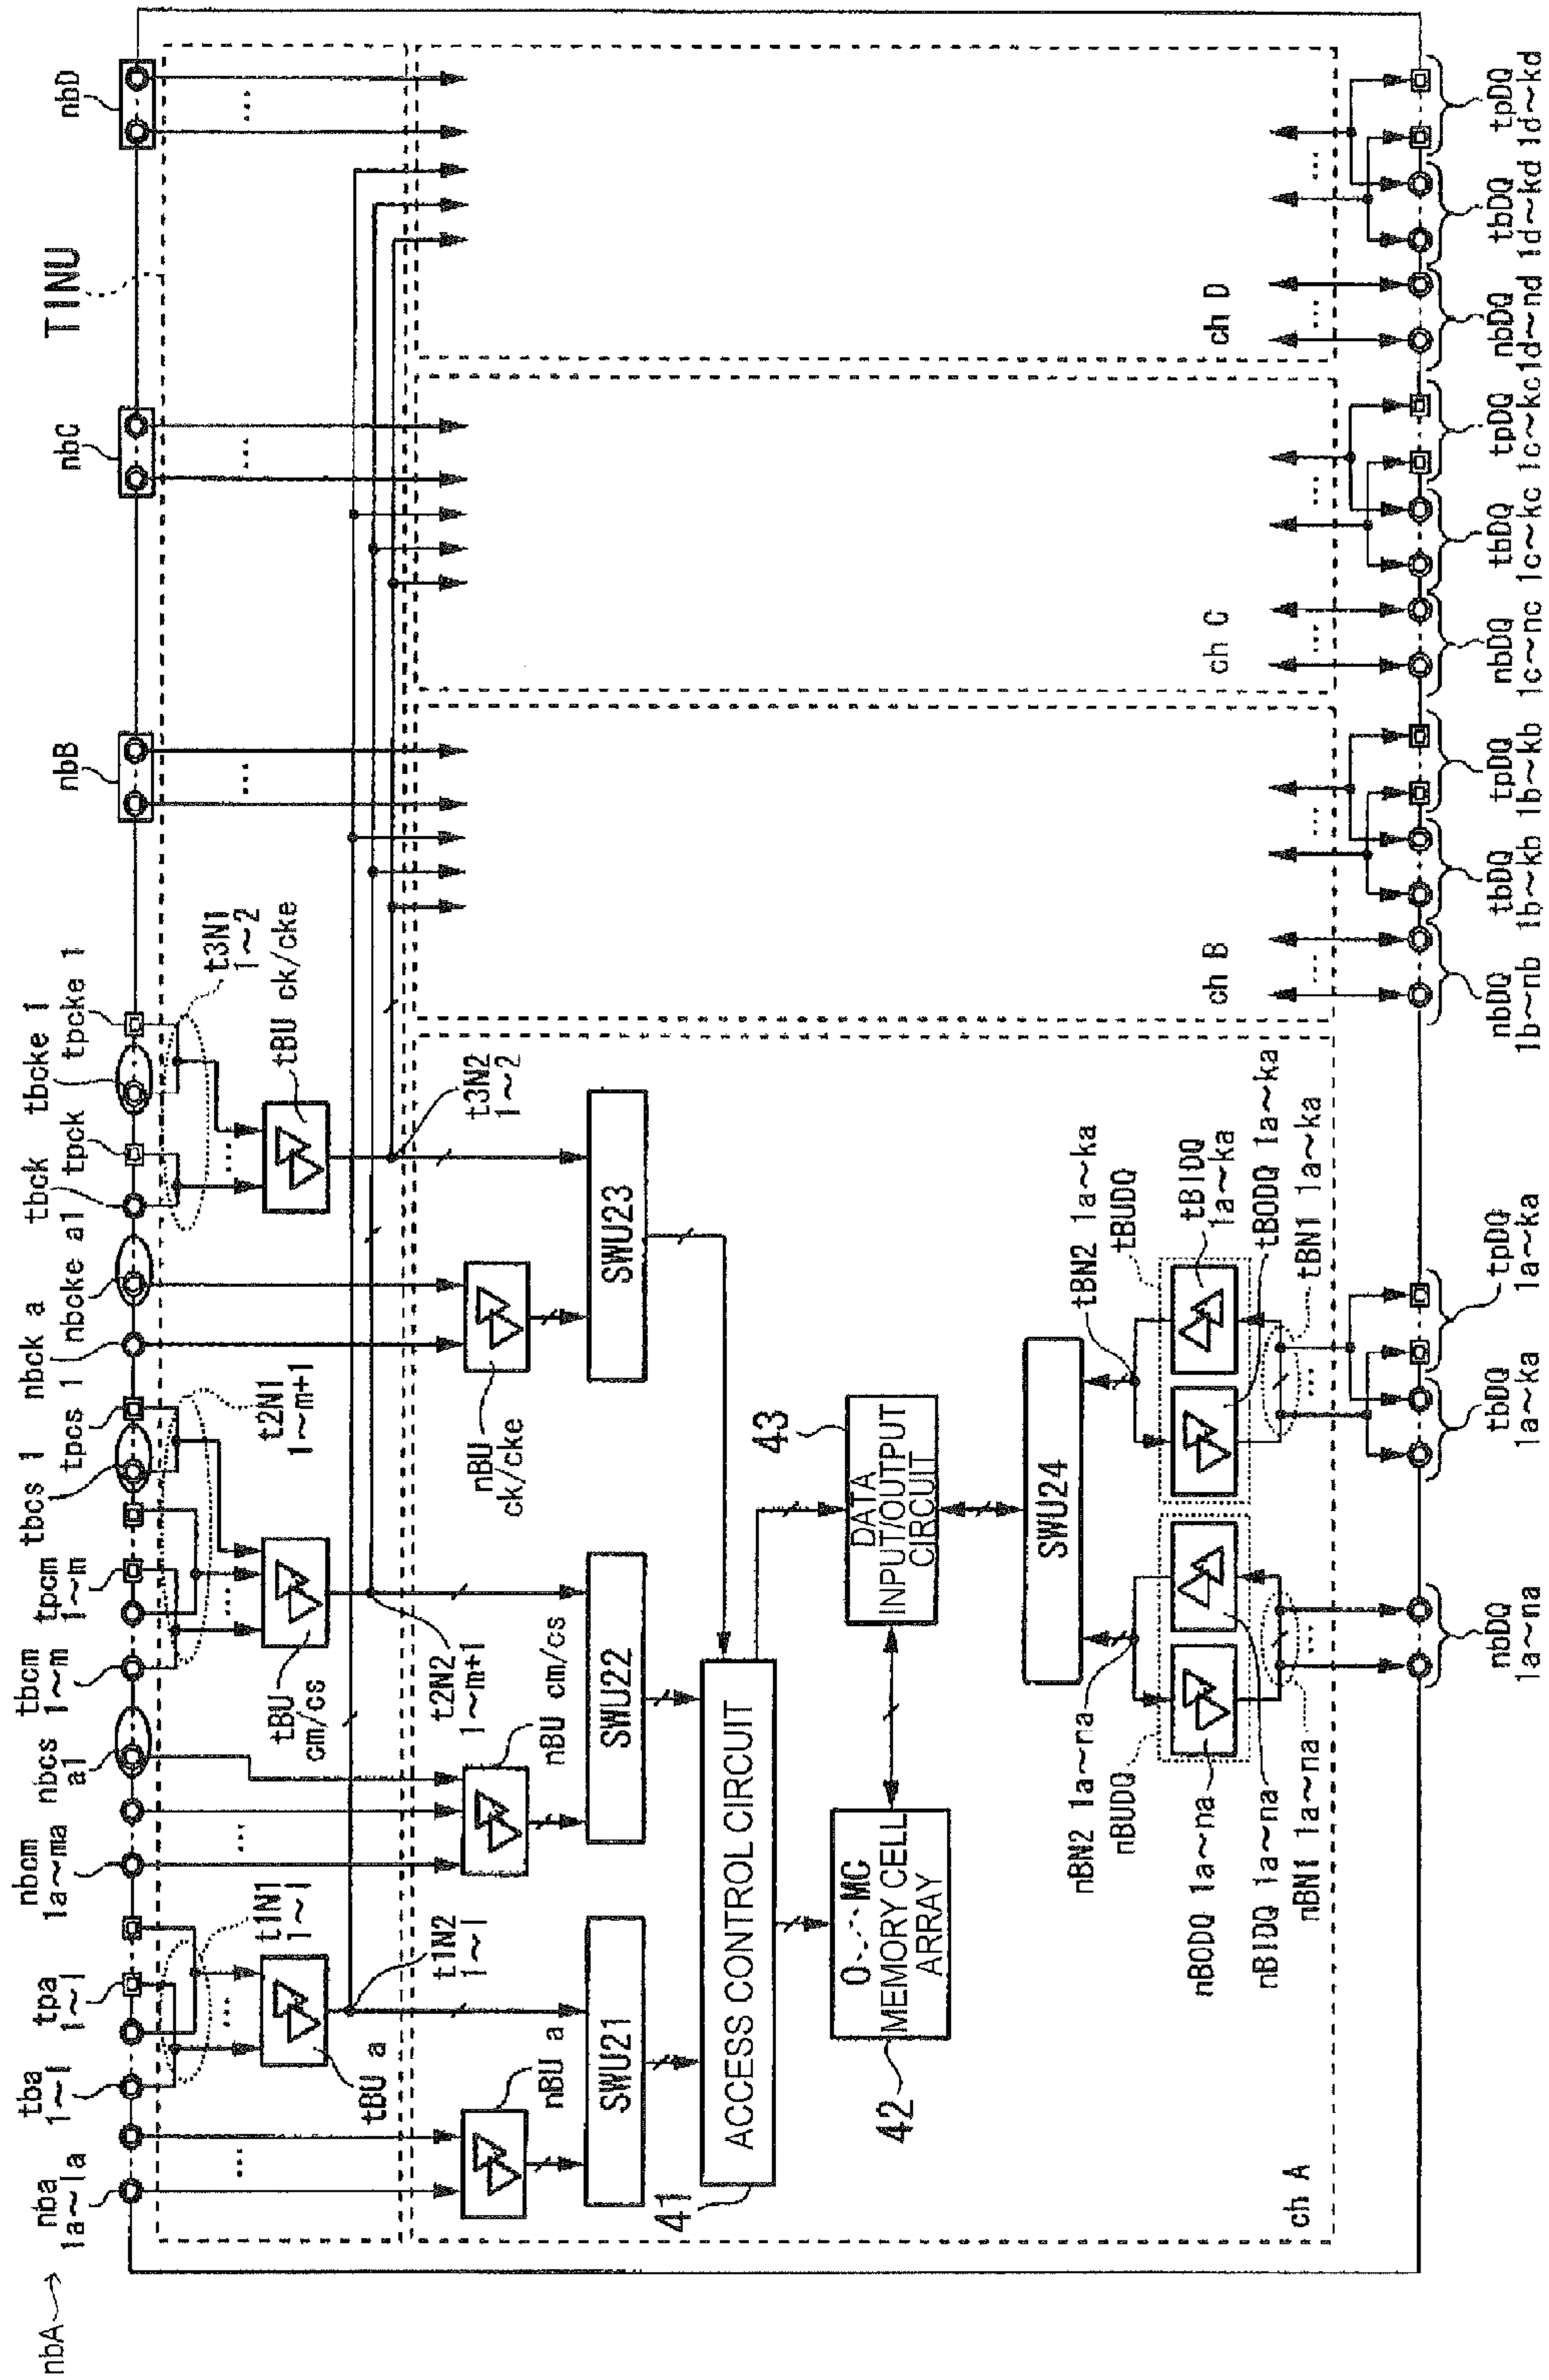 nbA
nba
1a~la
tba
1~l
tpa
1~l
nbcm
1a~ma
nbcs
a1
tbcm
1~m
tpcm
1~m
tbcs 1
tpcs 1
nbck a
nbcke a1
tbck
tpck
tbcke 1
tpcke 1
nbB
nbC
nbD
TINU
t1N1
1~l
t2N1
1~m+1
t3N1
1~2
tBU a
tBU
cm/cs
tBU ck/cke
t1N2
1~l
t2N2
1~m+1
t3N2
1~2
nBU a
nBU cm/cs
nBU
ck/cke
SWU21
SWU22
SWU23
41
ACCESS CONTROL CIRCUIT
42
0...MC
MEMORY CELL
ARRAY
43
DATA
INPUT/OUTPUT
CIRCUIT
SWU24
nBN2 1a~na
nBUDQ
tBN2 1a~ka
tBUDQ
nBODQ 1a~na
nBIDQ 1a~na
nBN1 1a~na
tBIDQ
1a~ka
tBODQ 1a~ka
tBN1 1a~ka
ch A
ch B
ch C
ch D
nbDQ
1a~na
tbDQ
1a~ka
tpDQ
1a~ka
nbDQ
1b~nb
tbDQ
1b~kb
tpDQ
1b~kb
nbDQ
1c~nc
tbDQ
1c~kc
tpDQ
1c~kc
nbDQ
1d~nd
tbDQ
1d~kd
tpDQ
1d~kd